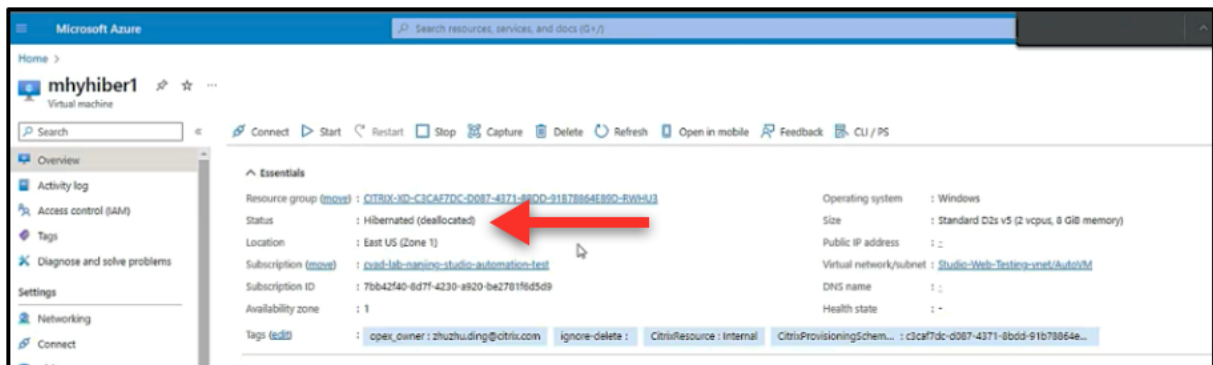 Microsoft Azure
Search resources, services, and docs (G+/)
Home >
mhyhiber1
Virtual machine
Search
Connect Start Restart Stop Capture Delete Refresh Open in mobile Feedback CLI / PS
Overview
Activity log
Access control (IAM)
Tags
Diagnose and solve problems
Settings
Networking
Connect
Essentials
Resource group (move) : CITRIX-XD-C3CAF7DC-D087-4371-8BDD-91B78864E89D-RWHU3
Status : Hibernated (deallocated)
Location : East US (Zone 1)
Subscription (move) : cvad-lab-nanjing-studio-automation-test
Subscription ID : 7bb42f40-8d7f-4230-a920-be2781f6d5d9
Availability zone : 1
Operating system : Windows
Size : Standard D2s v5 (2 vcpus, 8 GiB memory)
Public IP address : -
Virtual network/subnet : Studio-Web-Testing-vnet/AutoVM
DNS name : -
Health state : -
Tags (edit) : opex_owner : zhuzhu.ding@citrix.com ignore-delete : CitrixResource : Internal CitrixProvisioningSchem... : c3caf7dc-d087-4371-8bdd-91b78864e...